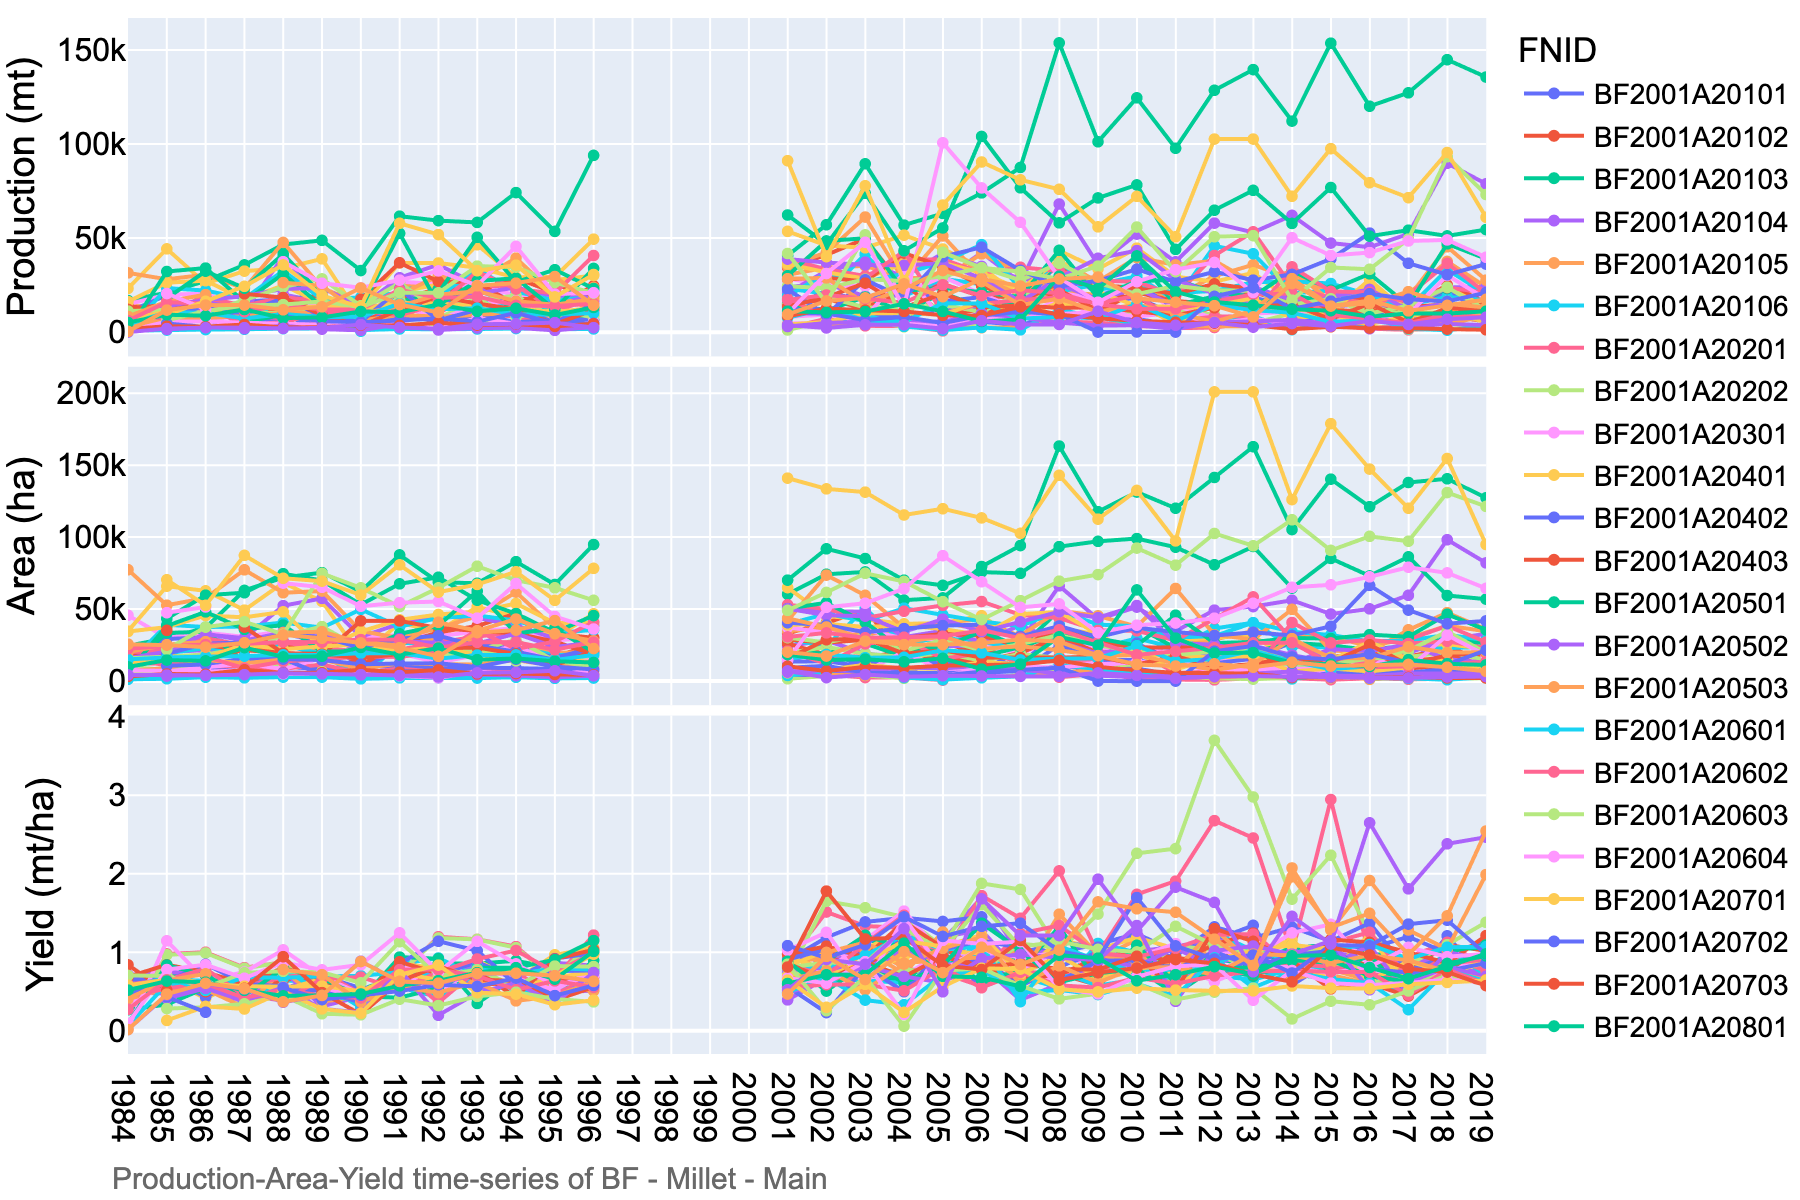 Production (mt)
150k
100k
50k
0
Area (ha)
200k
150k
100k
50k
0
Yield (mt/ha)
4
3
2
1
0
1984
1985
1986
1987
1988
1989
1990
1991
1992
1993
1994
1995
1996
1997
1998
1999
2000
2001
2002
2003
2004
2005
2006
2007
2008
2009
2010
2011
2012
2013
2014
2015
2016
2017
2018
2019
Production-Area-Yield time-series of BF - Millet - Main
FNID
BF2001A20101
BF2001A20102
BF2001A20103
BF2001A20104
BF2001A20105
BF2001A20106
BF2001A20201
BF2001A20202
BF2001A20301
BF2001A20401
BF2001A20402
BF2001A20403
BF2001A20501
BF2001A20502
BF2001A20503
BF2001A20601
BF2001A20602
BF2001A20603
BF2001A20604
BF2001A20701
BF2001A20702
BF2001A20703
BF2001A20801